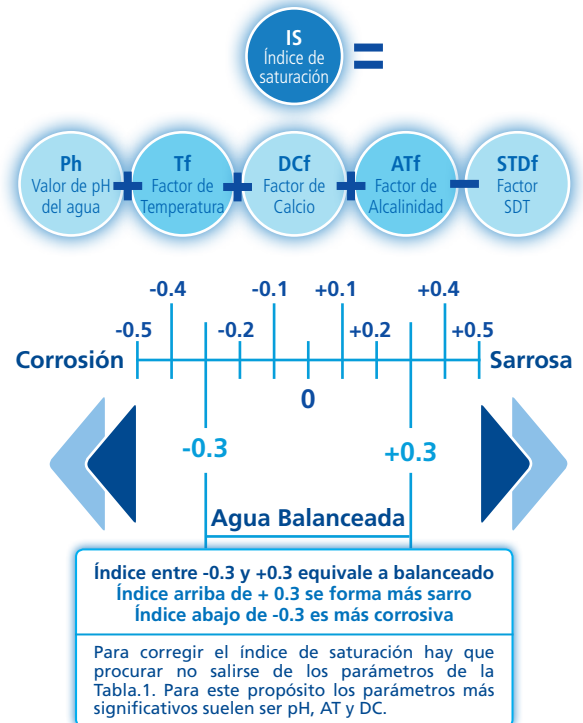 IS
Índice de
saturación
=
Ph
Valor de pH
del agua
+
Tf
Factor de
Temperatura
+
DCf
Factor de
Calcio
+
ATf
Factor de
Alcalinidad
−
STDf
Factor
SDT
-0.4 -0.1 +0.1 +0.4
-0.5 -0.2 +0.2 +0.5
Corrosión Sarrosa
0
-0.3 +0.3
Agua Balanceada
Índice entre -0.3 y +0.3 equivale a balanceado
Índice arriba de + 0.3 se forma más sarro
Índice abajo de -0.3 es más corrosiva
Para corregir el índice de saturación hay que
procurar no salirse de los parámetros de la
Tabla.1. Para este propósito los parámetros más
significativos suelen ser pH, AT y DC.